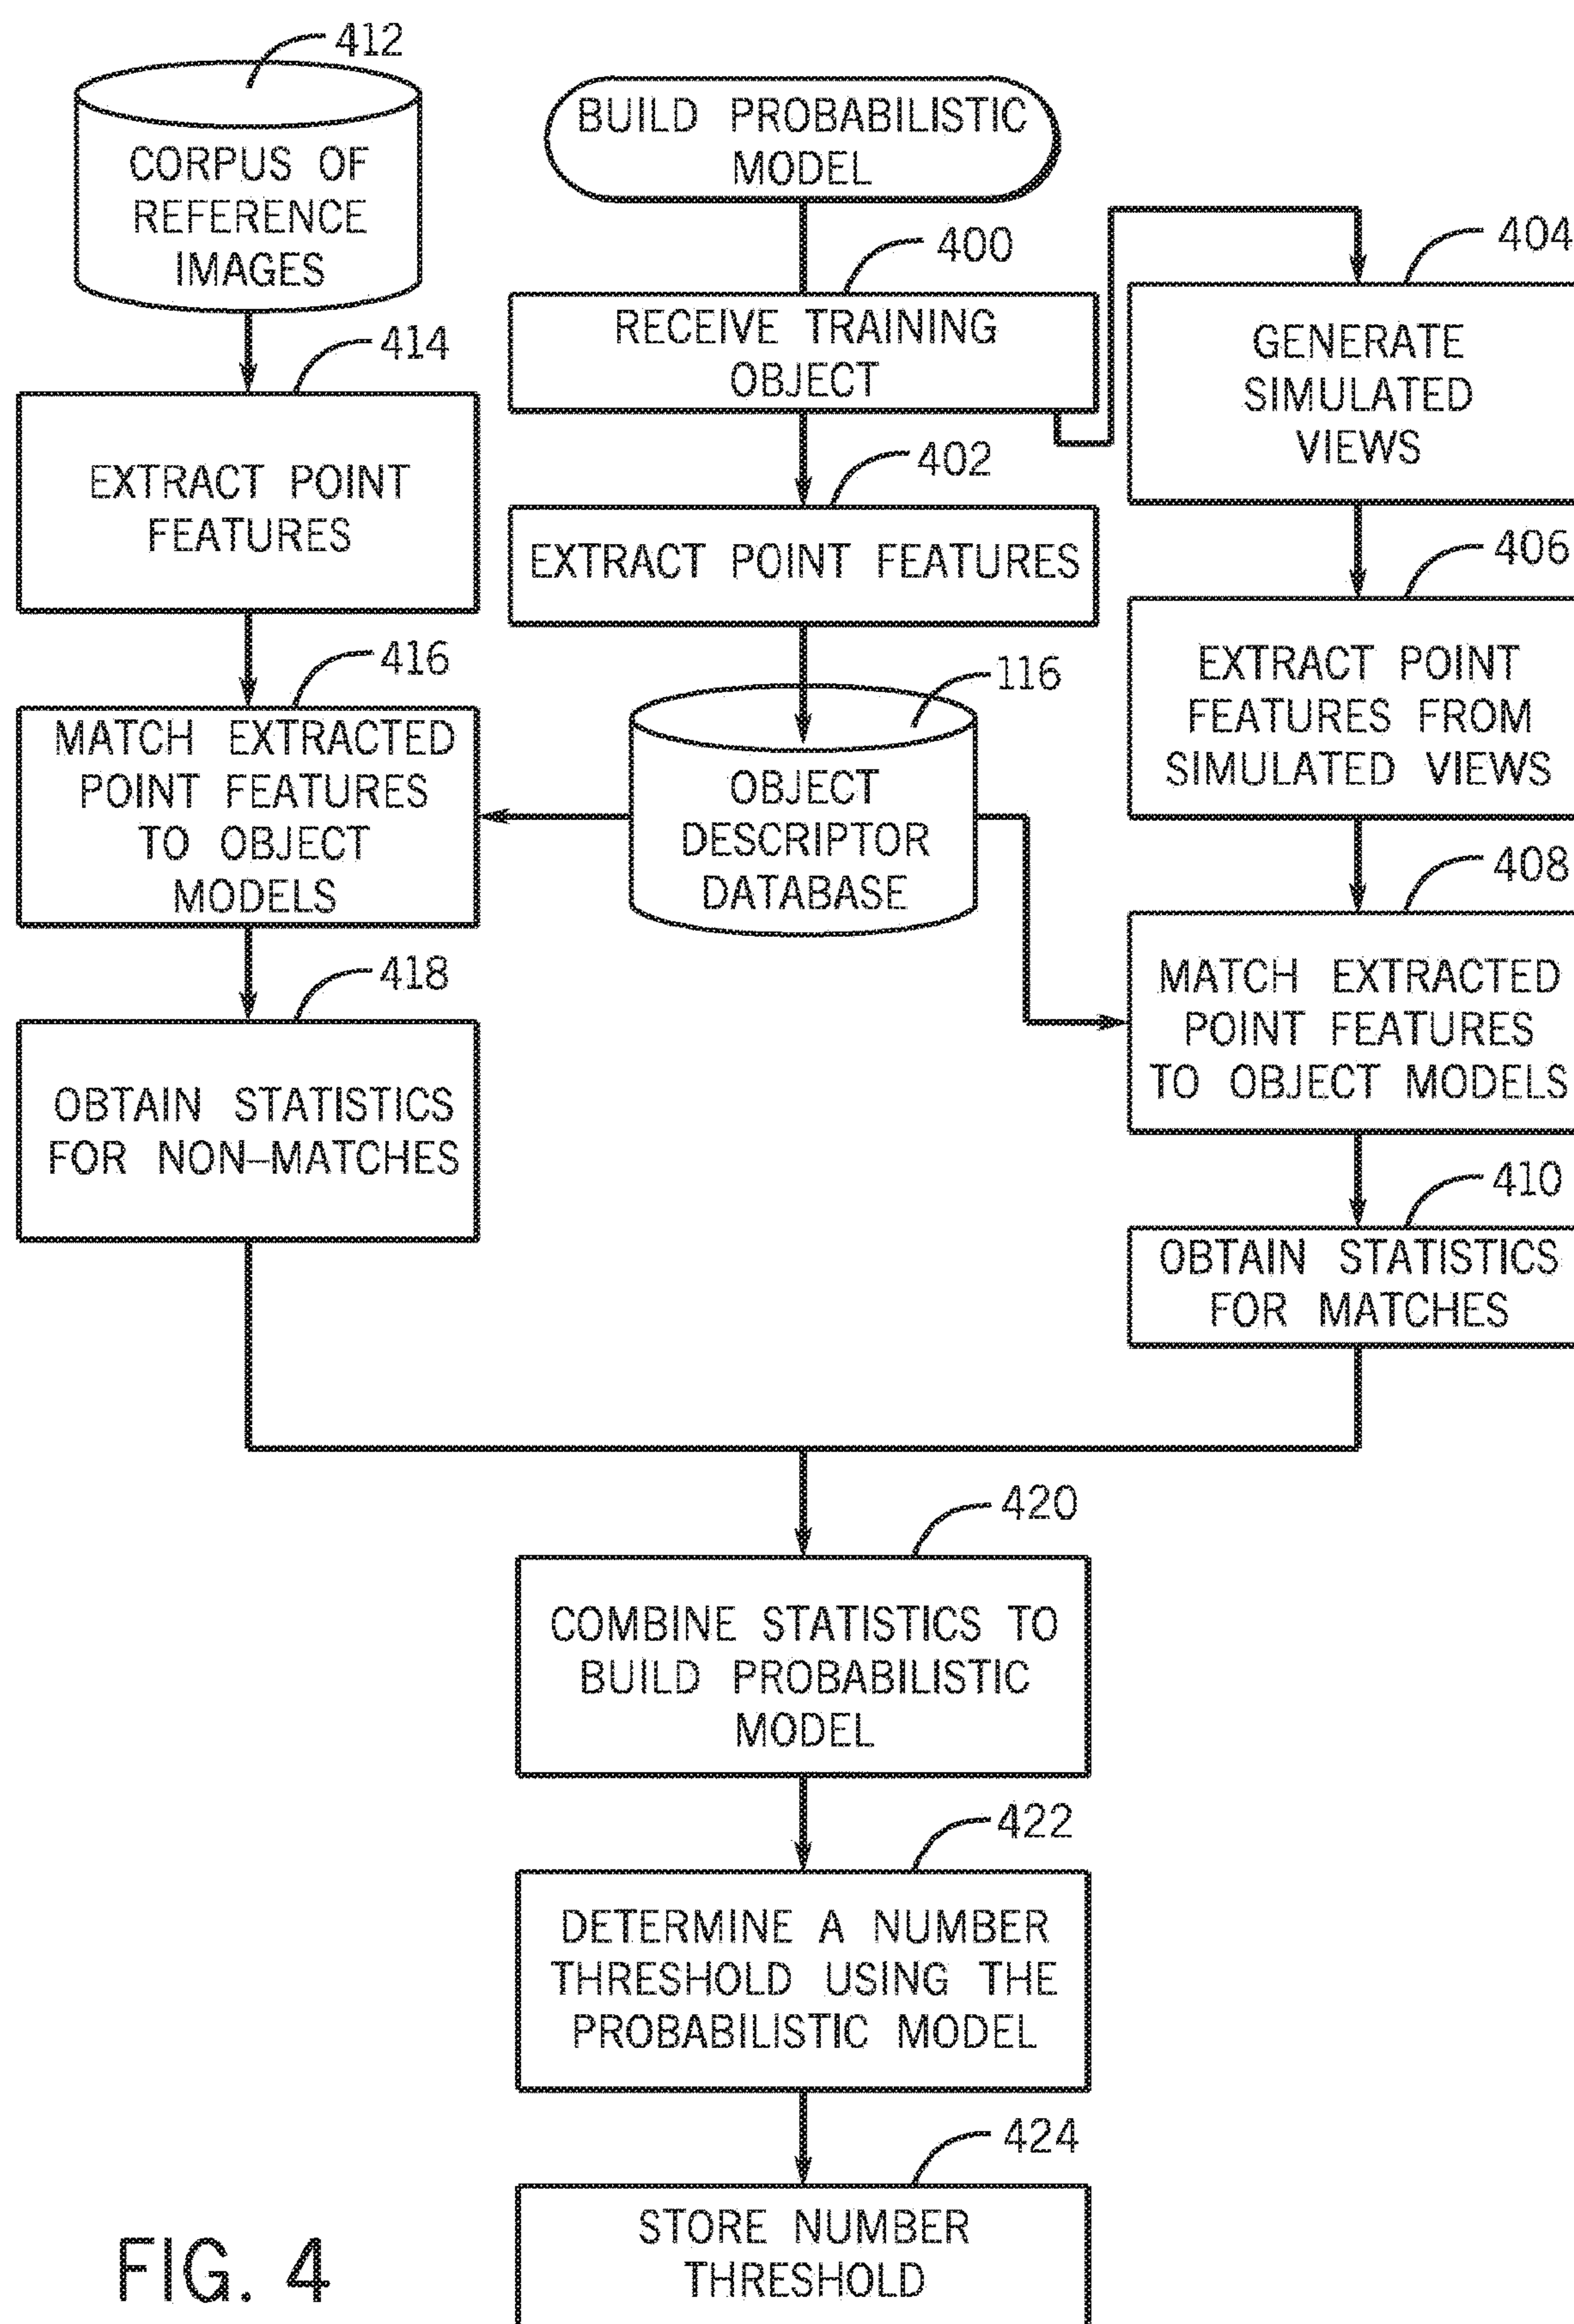 412
CORPUS OF
REFERENCE
IMAGES
414
EXTRACT POINT
FEATURES
416
MATCH EXTRACTED
POINT FEATURES
TO OBJECT
MODELS
418
OBTAIN STATISTICS
FOR NON–MATCHES
BUILD PROBABILISTIC
MODEL
400
RECEIVE TRAINING
OBJECT
402
EXTRACT POINT FEATURES
116
OBJECT
DESCRIPTOR
DATABASE
404
GENERATE
SIMULATED
VIEWS
406
EXTRACT POINT
FEATURES FROM
SIMULATED VIEWS
408
MATCH EXTRACTED
POINT FEATURES
TO OBJECT MODELS
410
OBTAIN STATISTICS
FOR MATCHES
420
COMBINE STATISTICS TO
BUILD PROBABILISTIC
MODEL
422
DETERMINE A NUMBER
THRESHOLD USING THE
PROBABILISTIC MODEL
424
STORE NUMBER
THRESHOLD
FIG. 4